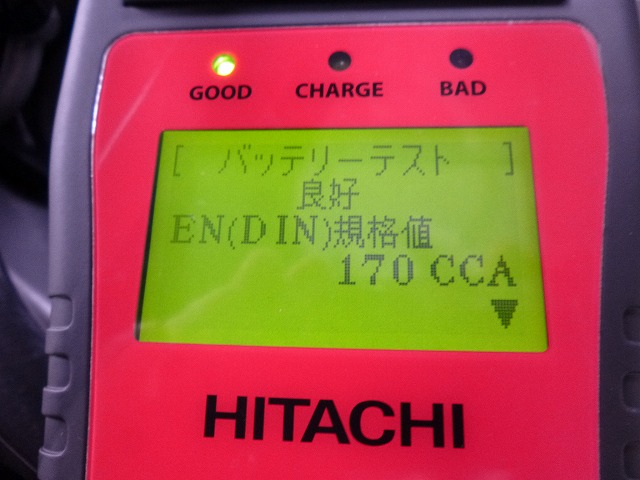 GOOD CHARGE BAD
[ バッテリーテスト ]
良好
EN(DIN)規格値
170 CCA
HITACHI